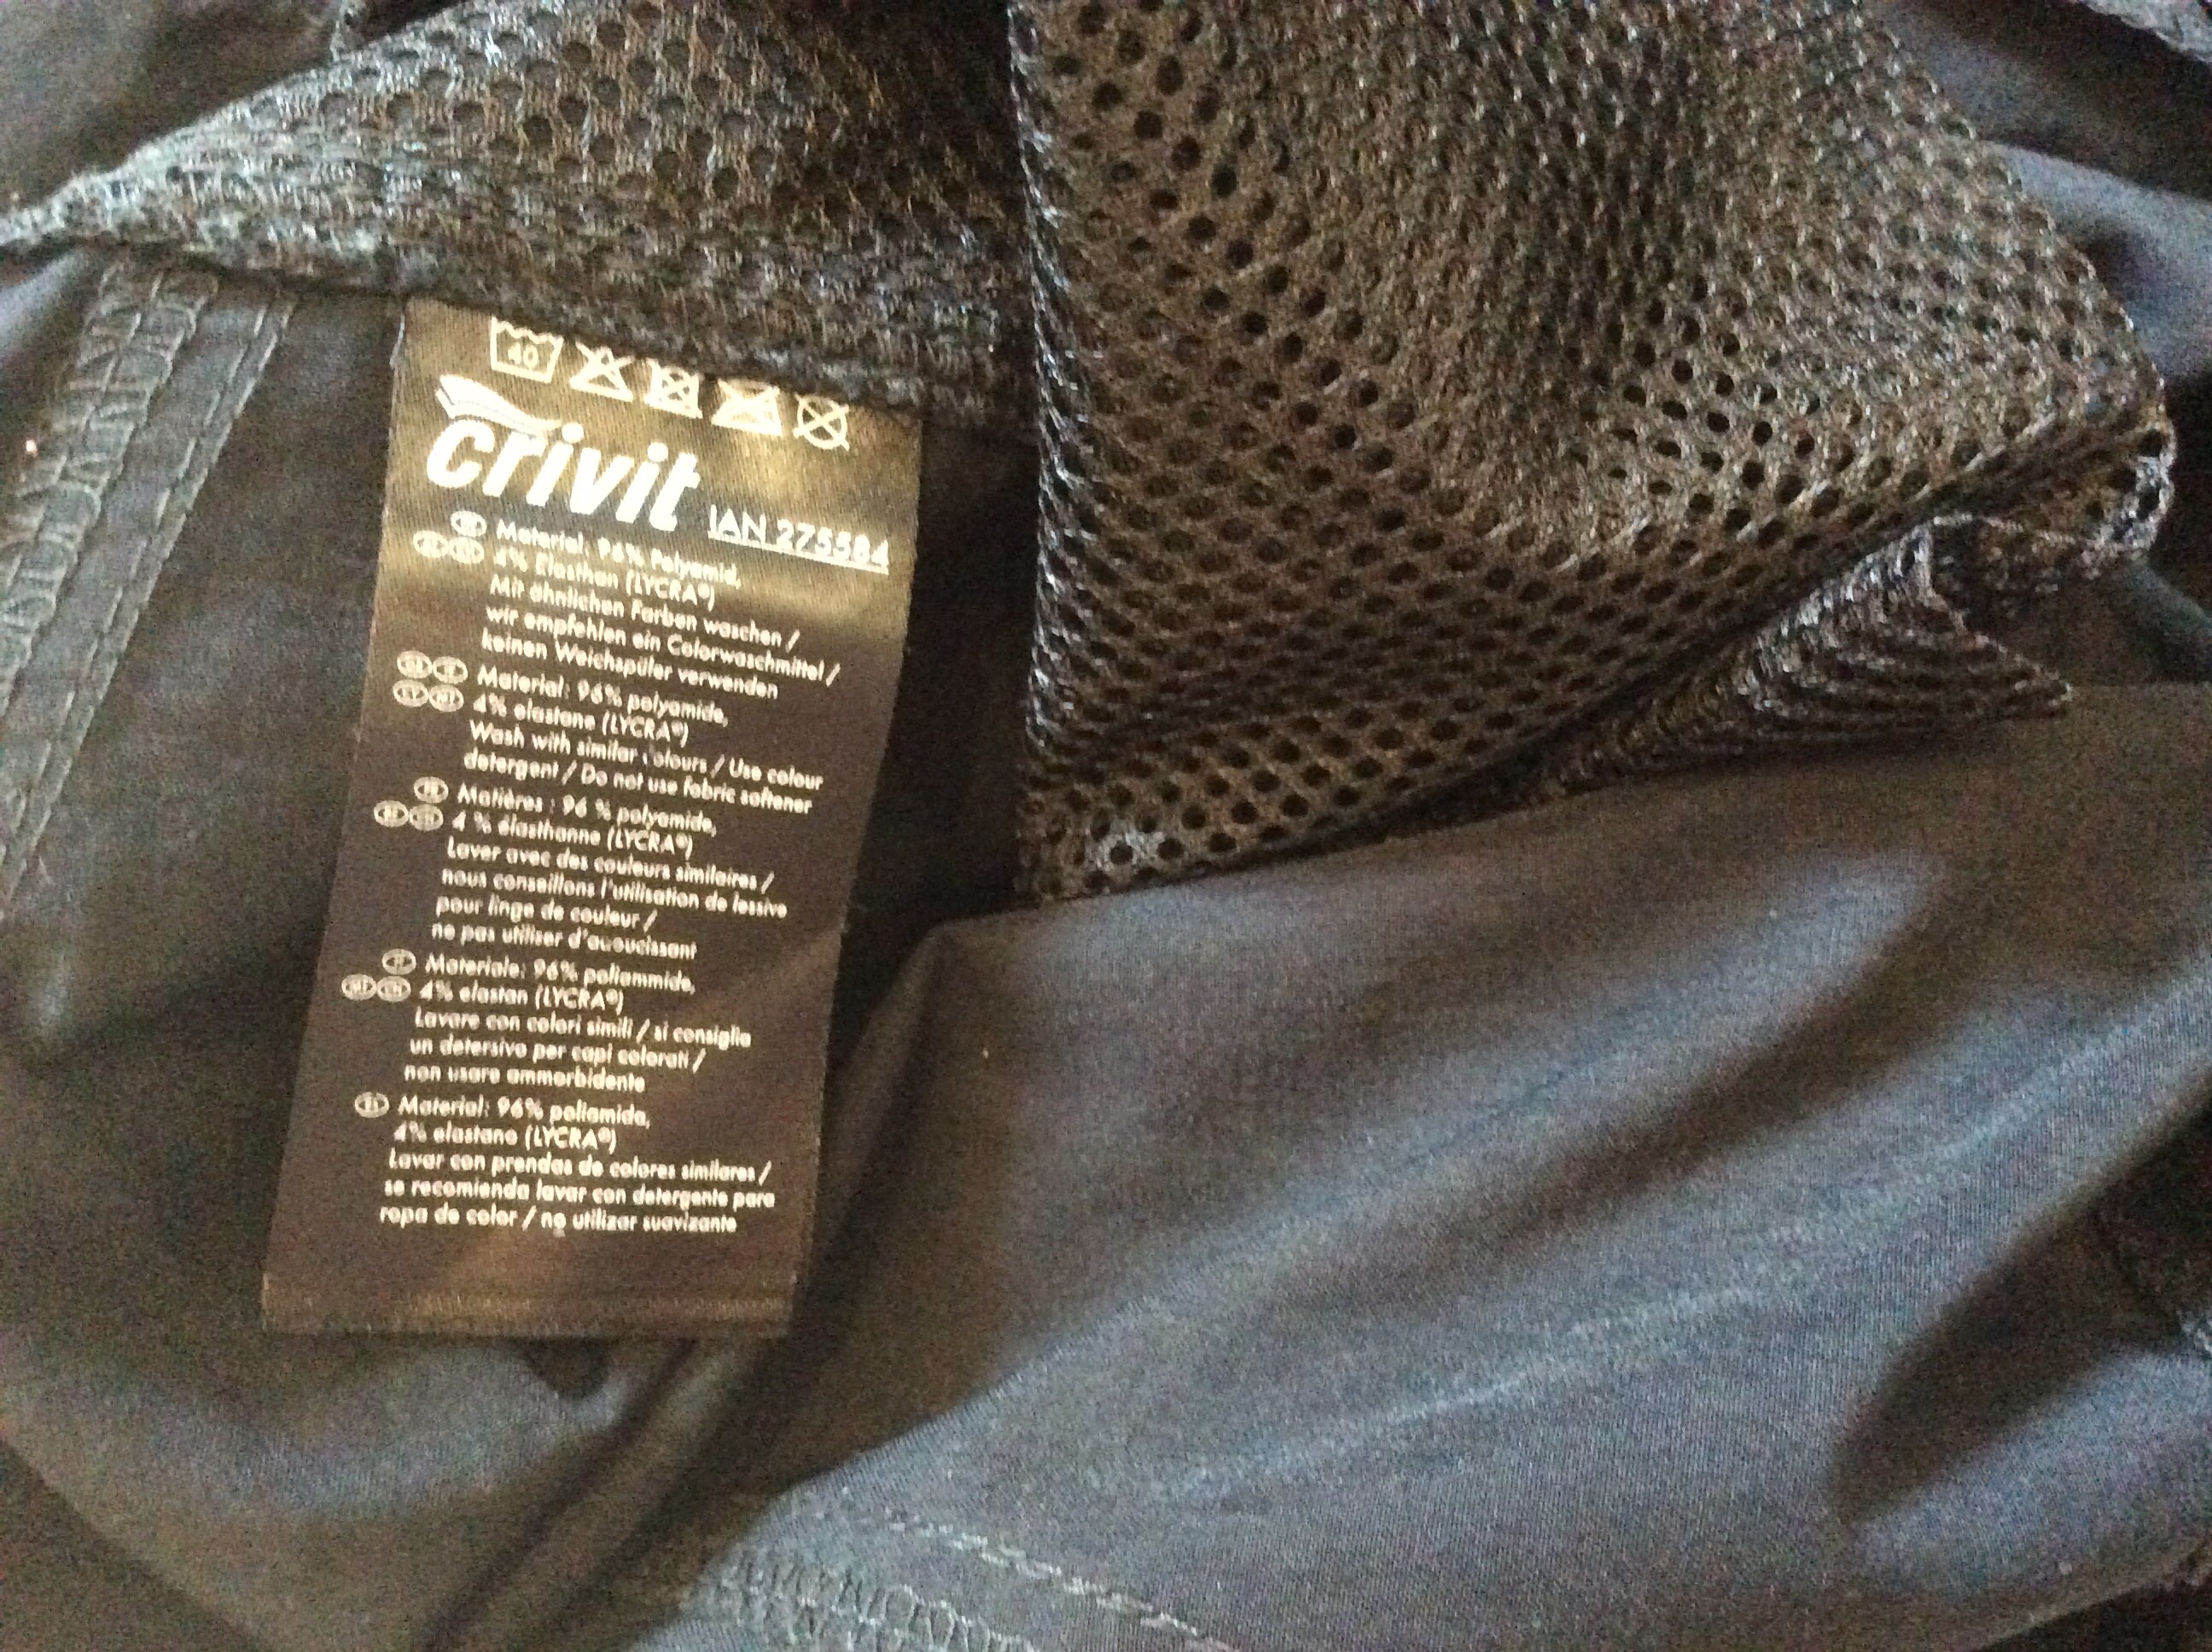 40
crivit IAN 275584
DE Material: 96% Polyamid,
4% Elasthan (LYCRA®)
Mit ähnlichen Farben waschen /
wir empfehlen ein Colorwaschmittel /
keinen Weichspüler verwenden
Material: 96% polyamide,
4% elastane (LYCRA®)
Wash with similar colours / Use colour
detergent / Do not use fabric softener
FR Matières : 96 % polyamide,
4 % élasthanne (LYCRA®)
Laver avec des couleurs similaires /
nous conseillons l'utilisation de lessive
pour linge de couleur /
ne pas utiliser d'adoucissant
IT Materiale: 96% poliammide,
4% elastan (LYCRA®)
Lavare con colori simili / si consiglia
un detersivo per capi colorati /
non usare ammorbidente
ES Material: 96% poliamida,
4% elastano (LYCRA®)
Lavar con prendas de colores similares /
se recomienda lavar con detergente para
ropa de color / no utilizar suavizante